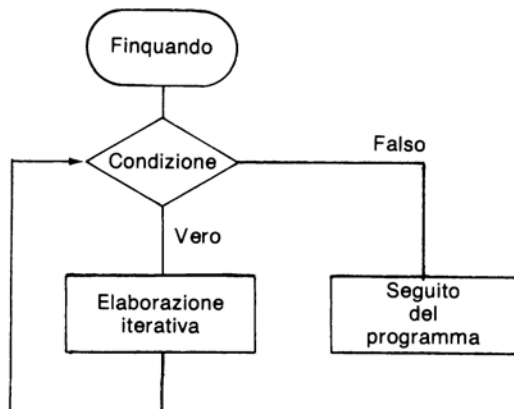 Finquando
Condizione
Falso
Vero
Elaborazione
iterativa
Seguito
del
programma